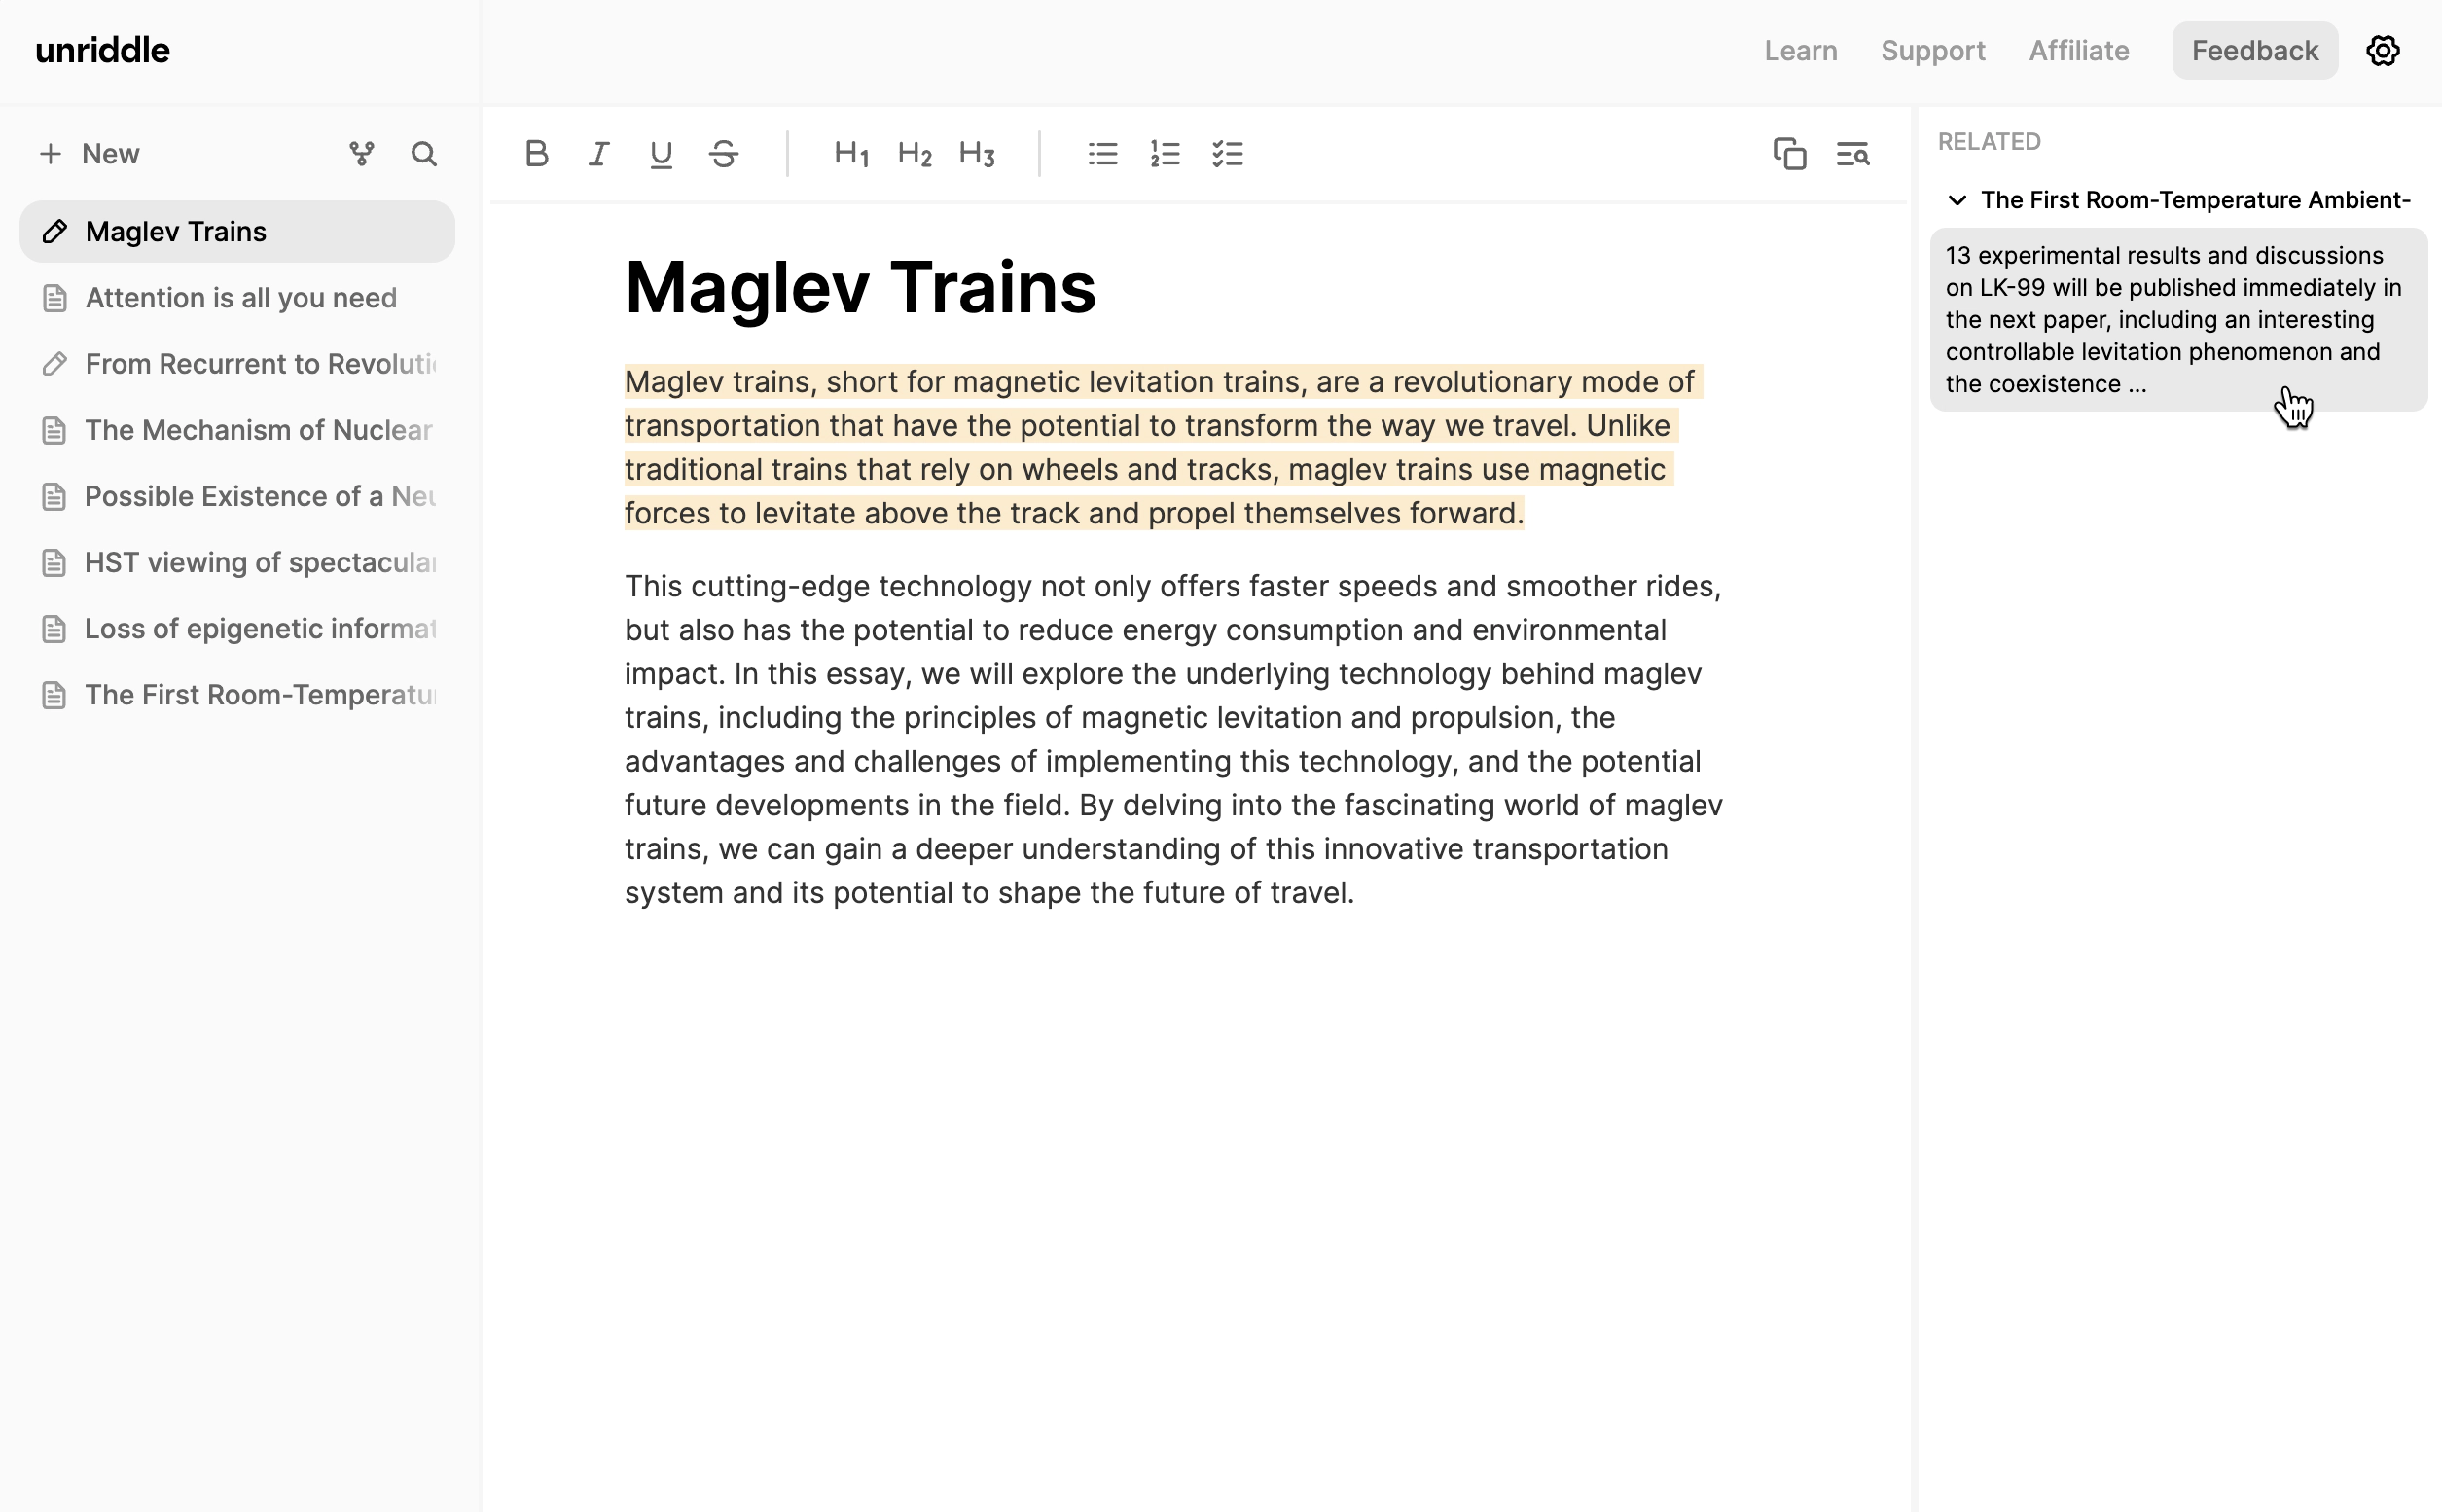 unriddle
Learn
Support
Affiliate
Feedback
New
Maglev Trains
Attention is all you need
From Recurrent to Revoluti
The Mechanism of Nuclear
Possible Existence of a Neu
HST viewing of spectacular
Loss of epigenetic informat
The First Room-Temperatur
B I U S H1 H2 H3
Maglev Trains
Maglev trains, short for magnetic levitation trains, are a revolutionary mode of
transportation that have the potential to transform the way we travel. Unlike
traditional trains that rely on wheels and tracks, maglev trains use magnetic
forces to levitate above the track and propel themselves forward.
This cutting-edge technology not only offers faster speeds and smoother rides,
but also has the potential to reduce energy consumption and environmental
impact. In this essay, we will explore the underlying technology behind maglev
trains, including the principles of magnetic levitation and propulsion, the
advantages and challenges of implementing this technology, and the potential
future developments in the field. By delving into the fascinating world of maglev
trains, we can gain a deeper understanding of this innovative transportation
system and its potential to shape the future of travel.
RELATED
The First Room-Temperature Ambient-
13 experimental results and discussions
on LK-99 will be published immediately in
the next paper, including an interesting
controllable levitation phenomenon and
the coexistence ...